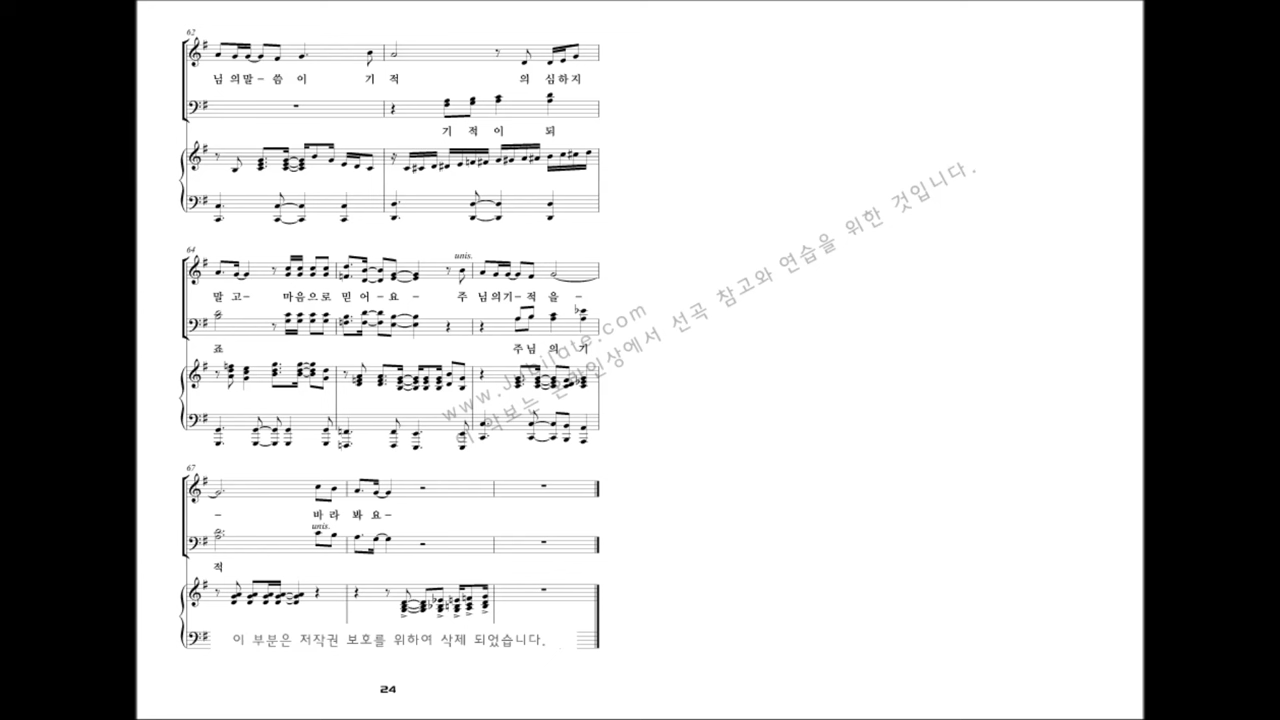 62
님 의 말 - 씀 이 기 적 의 심 하 지
기 적 이 되
64
unis.
말 고 - 마 음 으 로 믿 어 - 요 - 주 님 의 기 - 적 을 -
죠 주 님 의 기
www.Jubilate.com
이 악보는 온라인상에서 선곡 참고와 연습을 위한 것입니다.
67
- 바 라 봐 요 -
unis.
적
이 부분은 저작권 보호를 위하여 삭제 되었습니다.
24